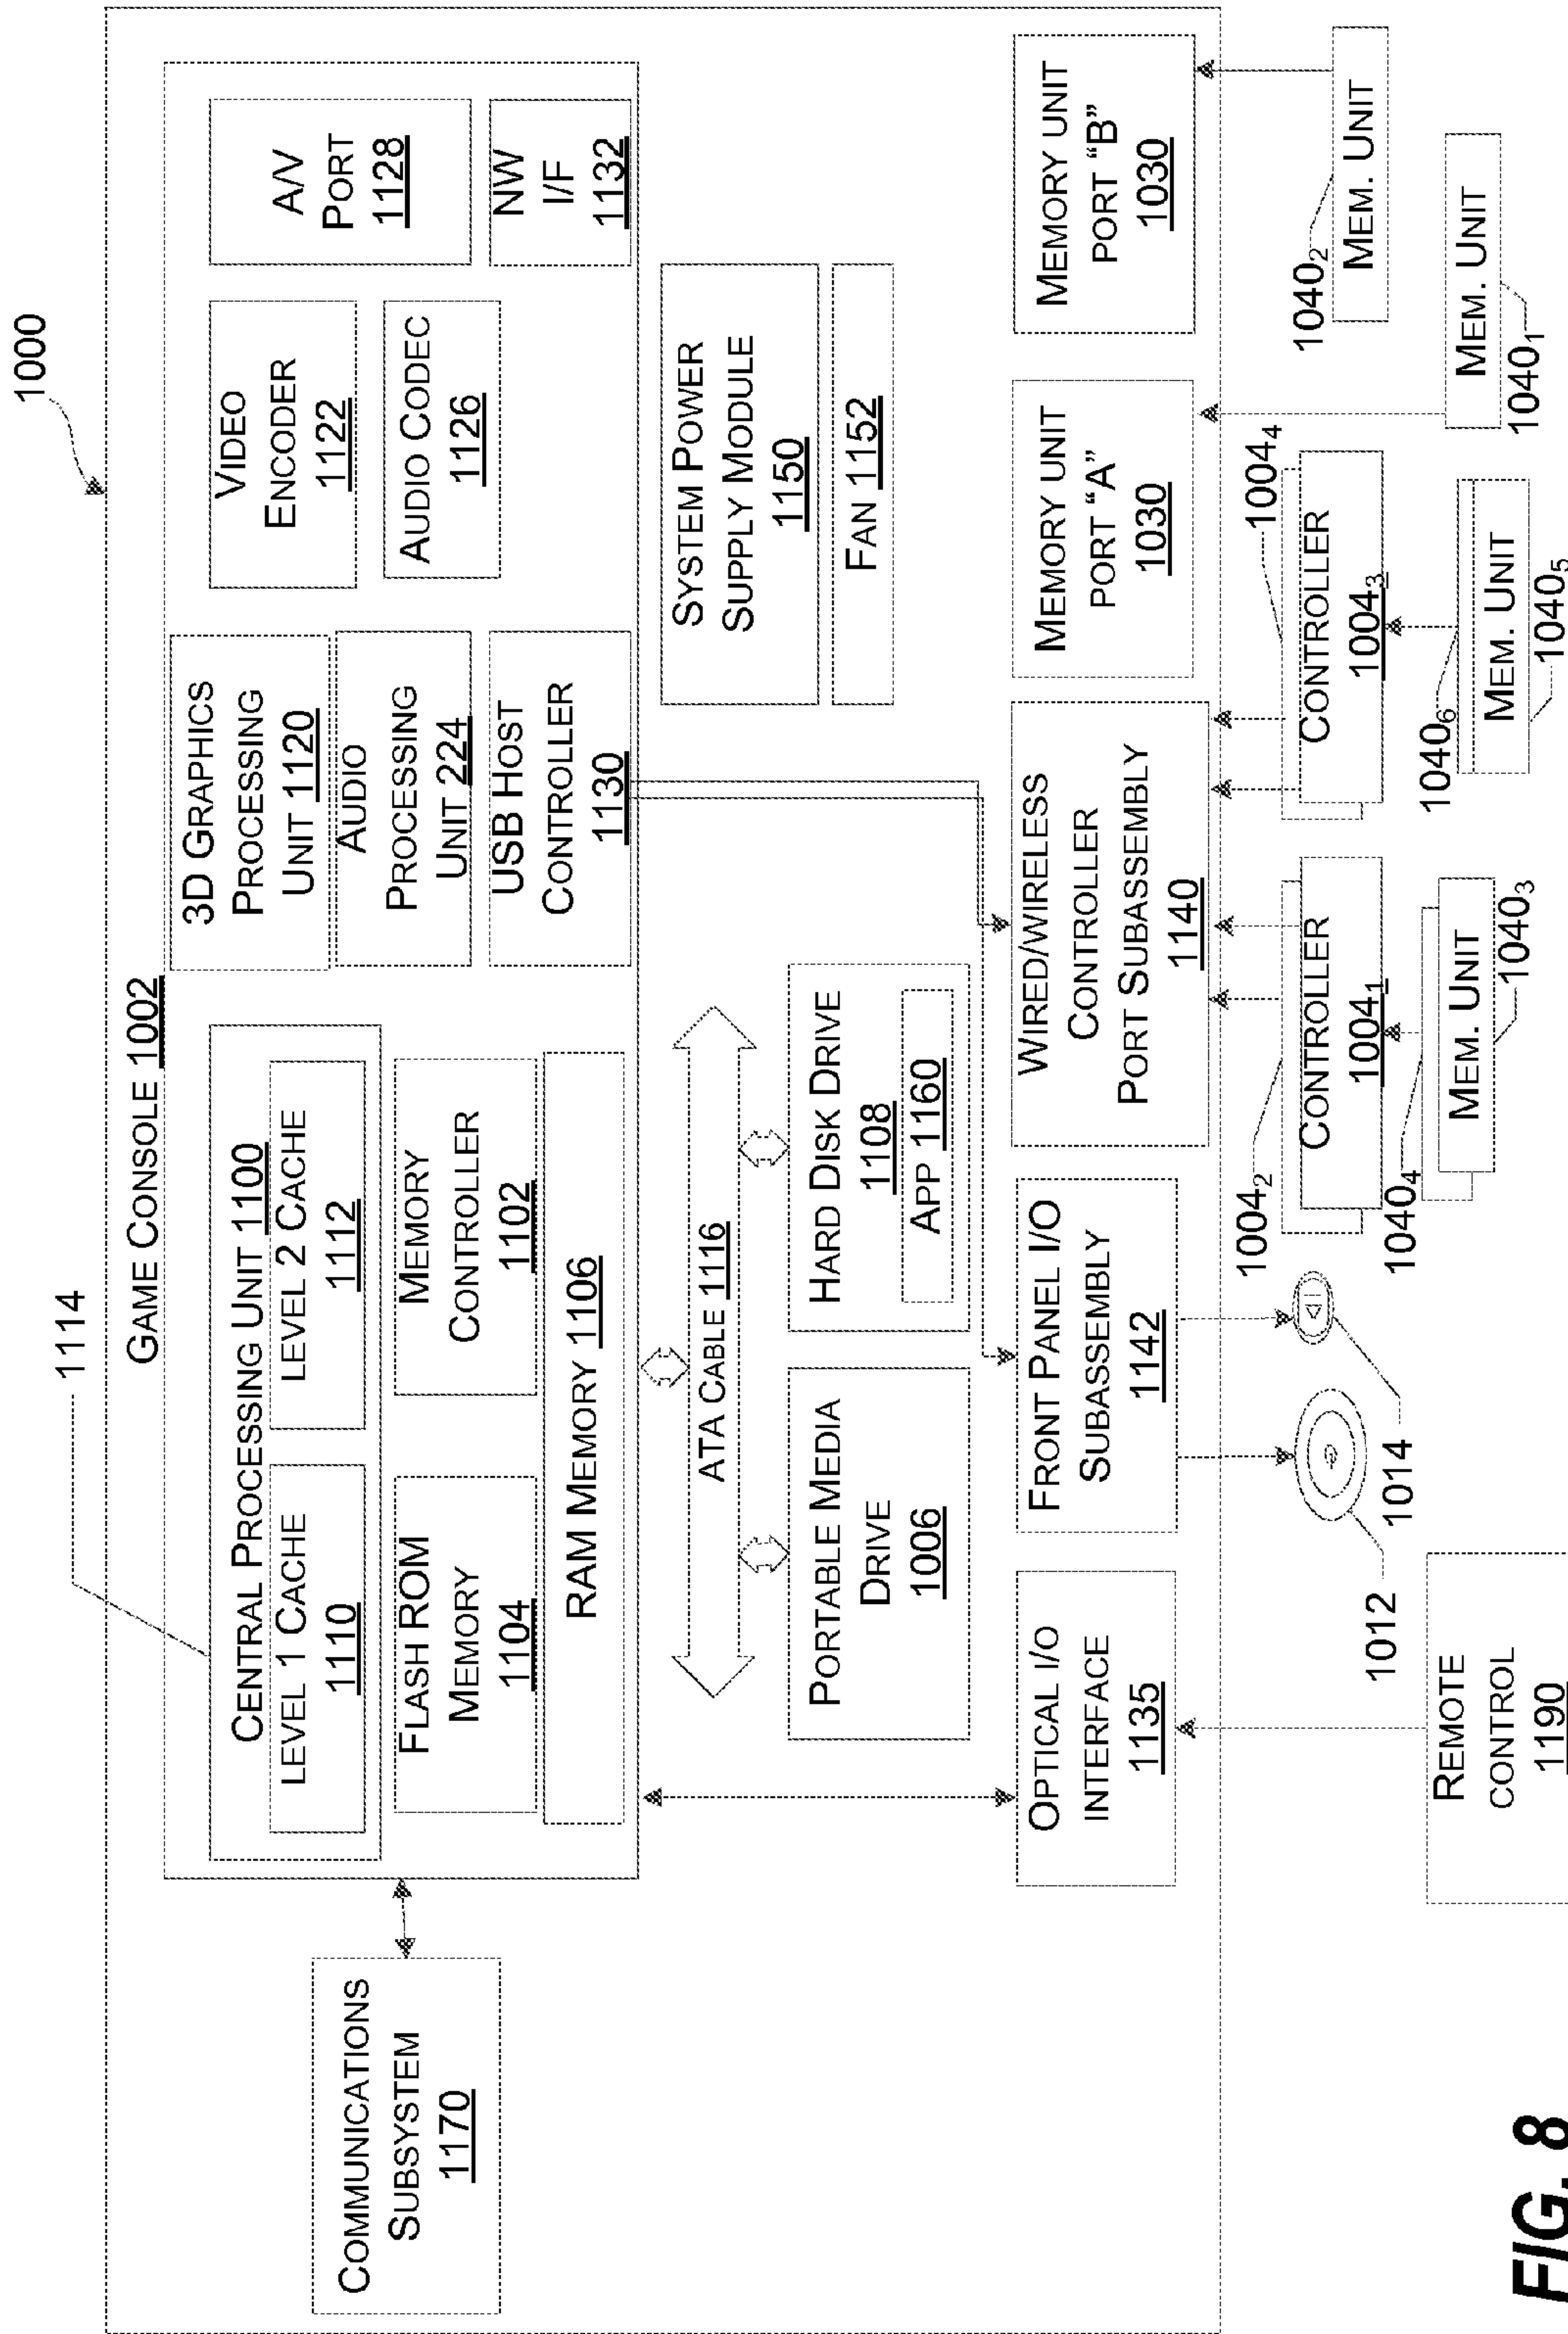 1000
1114
GAME CONSOLE 1002
CENTRAL PROCESSING UNIT 1100
LEVEL 1 CACHE
1110
LEVEL 2 CACHE
1112
3D GRAPHICS
PROCESSING
UNIT 1120
VIDEO
ENCODER
1122
A/V
PORT
1128
FLASH ROM
MEMORY
1104
MEMORY
CONTROLLER
1102
AUDIO
PROCESSING
UNIT 224
AUDIO CODEC
1126
RAM MEMORY 1106
USB HOST
CONTROLLER
1130
NW
I/F
1132
COMMUNICATIONS
SUBSYSTEM
1170
ATA CABLE 1116
SYSTEM POWER
SUPPLY MODULE
1150
FAN 1152
PORTABLE MEDIA
DRIVE
1006
HARD DISK DRIVE
1108
APP 1160
OPTICAL I/O
INTERFACE
1135
FRONT PANEL I/O
SUBASSEMBLY
1142
WIRED/WIRELESS
CONTROLLER
PORT SUBASSEMBLY
1140
MEMORY UNIT
PORT "A"
1030
MEMORY UNIT
PORT "B"
1030
1004₂
CONTROLLER
1004₁
1004₄
CONTROLLER
1004₃
1040₂
MEM. UNIT
1012
1014
1040₄
MEM. UNIT
1040₃
1040₆
MEM. UNIT
1040₅
MEM. UNIT
1040₁
REMOTE
CONTROL
1190
FIG. 8